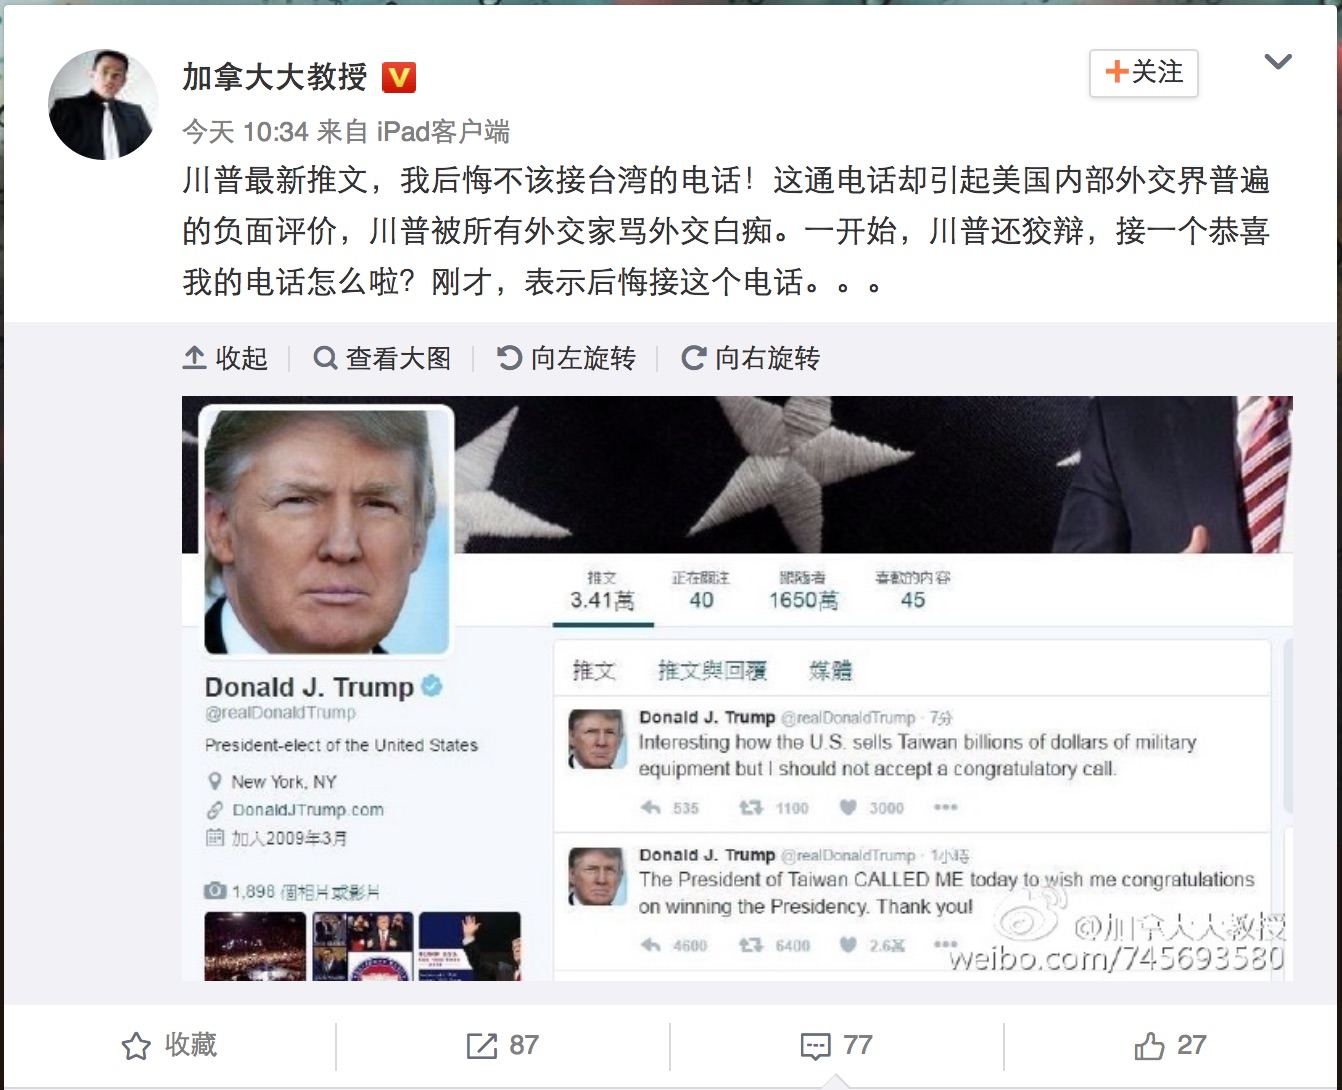 加拿大大教授 V
+关注
今天 10:34 来自 iPad客户端
川普最新推文，我后悔不该接台湾的电话！这通电话却引起美国内部外交界普遍
的负面评价，川普被所有外交家骂外交白痴。一开始，川普还狡辩，接一个恭喜
我的电话怎么啦？刚才，表示后悔接这个电话。。。
收起 查看大图 向左旋转 向右旋转
推文 正在關注 跟隨者 喜歡的內容
3.41萬 40 1650萬 45
Donald J. Trump
@realDonaldTrump
President-elect of the United States
New York, NY
DonaldJTrump.com
加入2009年3月
1,898 個相片或影片
推文 推文與回覆 媒體
Donald J. Trump @realDonaldTrump · 7分
Interesting how the U.S. sells Taiwan billions of dollars of military
equipment but I should not accept a congratulatory call.
535 1100 3000
Donald J. Trump @realDonaldTrump · 1小時
The President of Taiwan CALLED ME today to wish me congratulations
on winning the Presidency. Thank you!
4600 6400 2.6萬
@加拿大大教授
weibo.com/745693580
收藏 87 77 27